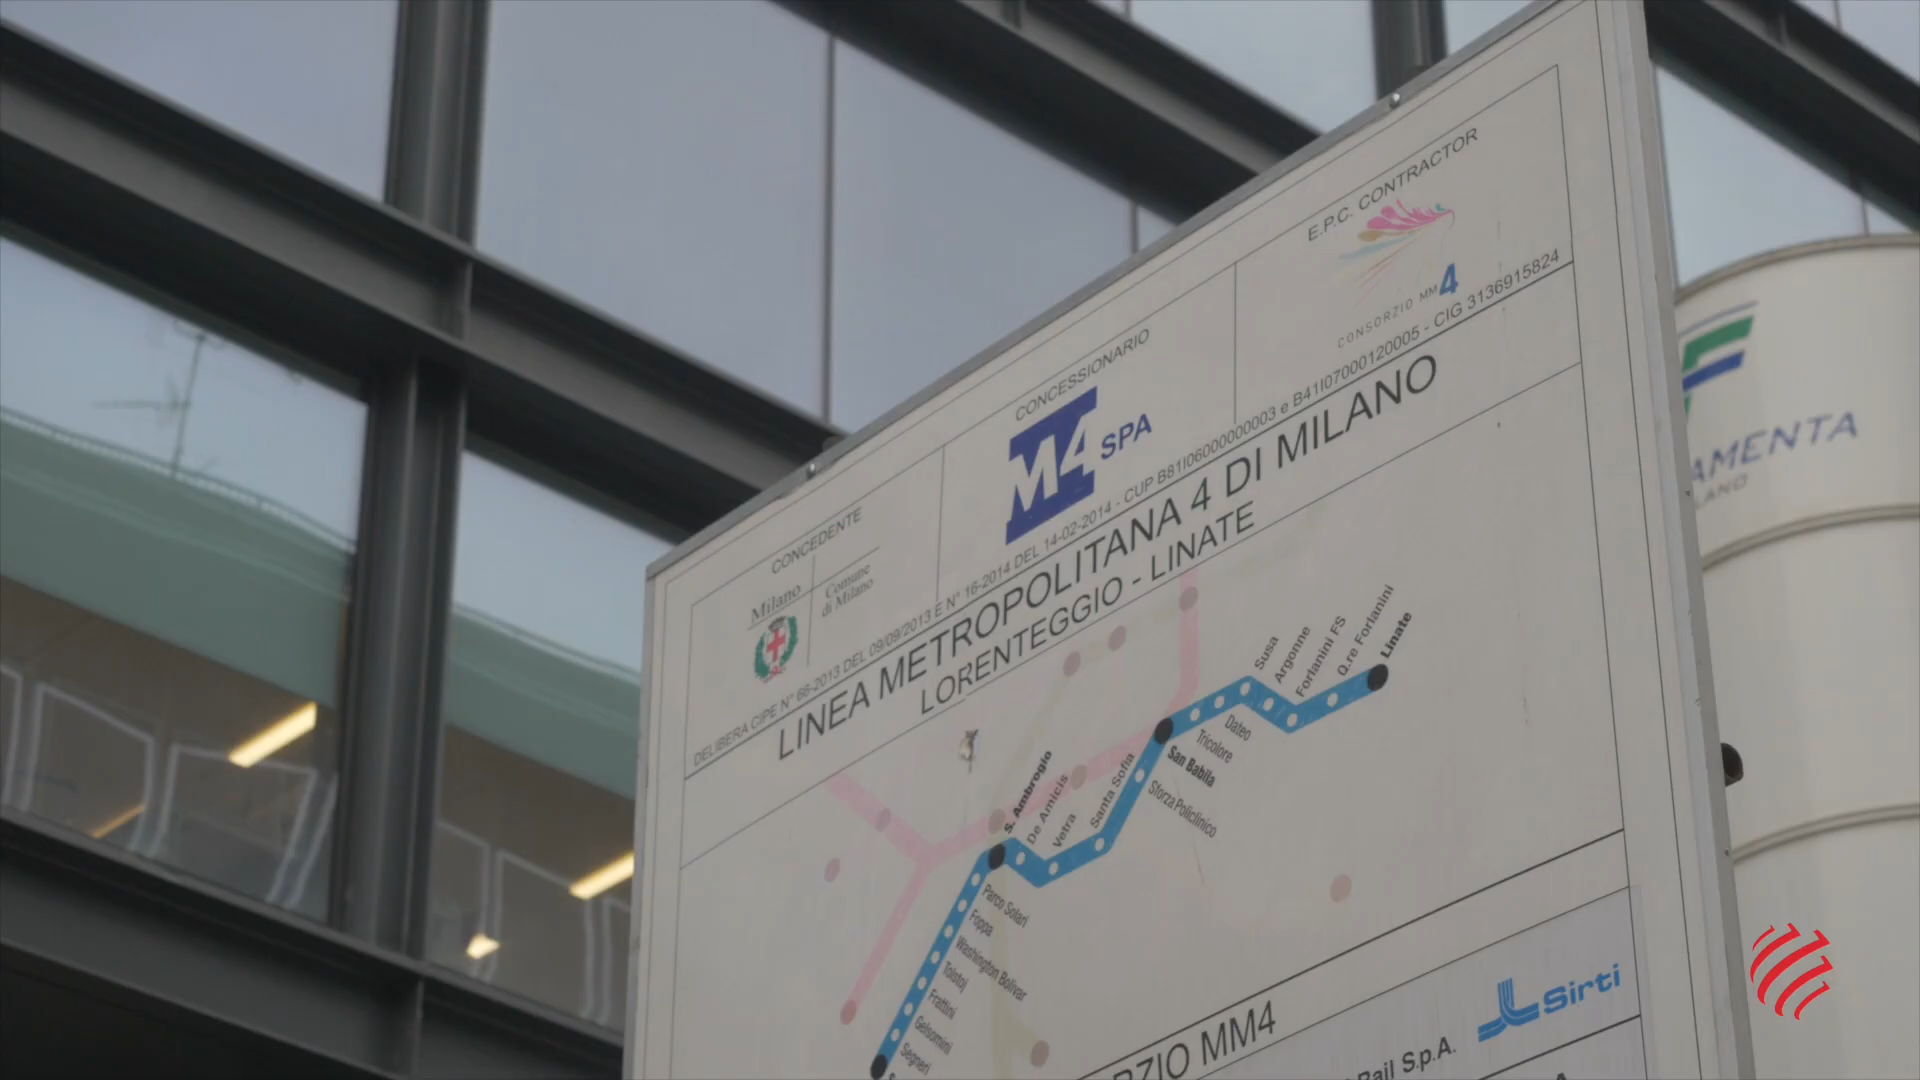 CONCEDENTE
Milano
Comune
di Milano
CONCESSIONARIO
M4 SPA
E.P.C. CONTRACTOR
CONSORZIO MM4
DELIBERA CIPE N° 66-2013 DEL 09/09/2013 E N° 16-2014 DEL 14-02-2014 - CUP B81I06000000003 e B41I07000120005 - CIG 3136915824
LINEA METROPOLITANA 4 DI MILANO
LORENTEGGIO - LINATE
Linate
Q.re Forlanini
Forlanini FS
Argonne
Susa
Dateo
Tricolore
San Babila
Sforza Policlinico
Santa Sofia
Vetra
De Amicis
S. Ambrogio
Parco Solari
Foppa
Washington Bolivar
Tolstoj
Frattini
Gelsomini
Segneri
RZIO MM4
Rail S.p.A.
Sirti
AMENTA
LANO